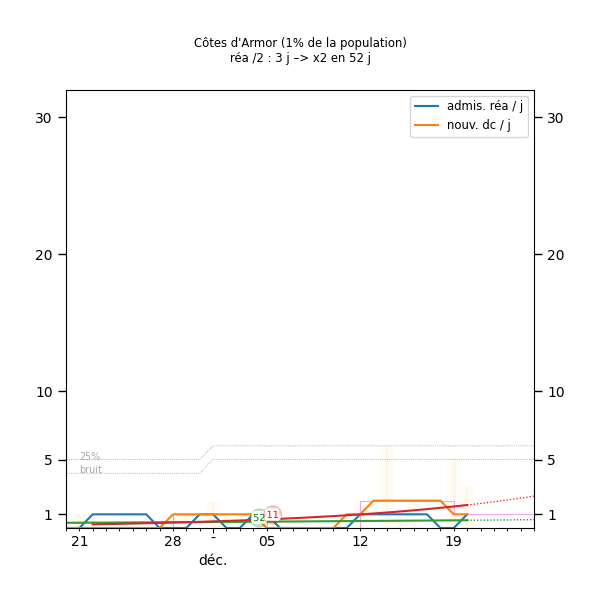 Côtes d'Armor (1% de la population)
réa /2 : 3 j –> x2 en 52 j
admis. réa / j
nouv. dc / j
30 30
20 20
10 10
5 5
1 1
25%
bruit
52 11
21 28 - 05 12 19
déc.